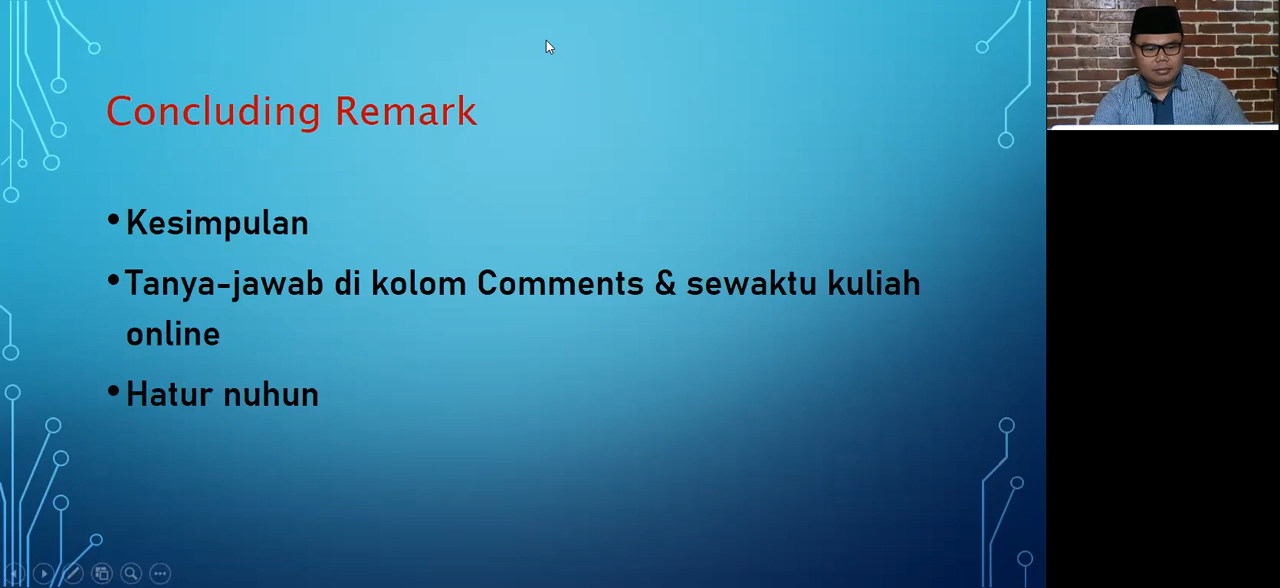 Concluding Remark
•Kesimpulan
•Tanya-jawab di kolom Comments & sewaktu kuliah
online
•Hatur nuhun